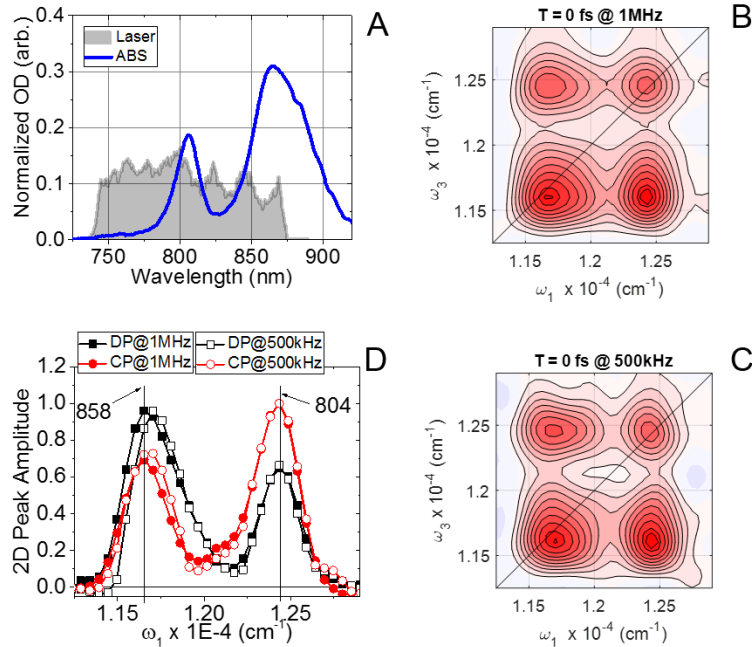 A
Laser
ABS
Normalized OD (arb.)
0.4
0.3
0.2
0.1
0.0
750 800 850 900
Wavelength (nm)
B
T = 0 fs @ 1MHz
ω3 x 10-4 (cm-1)
1.25
1.2
1.15
1.15 1.2 1.25
ω1 x 10-4 (cm-1)
D
DP@1MHz DP@500kHz
CP@1MHz CP@500kHz
2D Peak Amplitude
1.2
1.0
0.8
0.6
0.4
0.2
0.0
858
804
1.15 1.20 1.25
ω1 x 1E-4 (cm-1)
C
T = 0 fs @ 500kHz
ω3 x 10-4 (cm-1)
1.25
1.2
1.15
1.15 1.2 1.25
ω1 x 10-4 (cm-1)